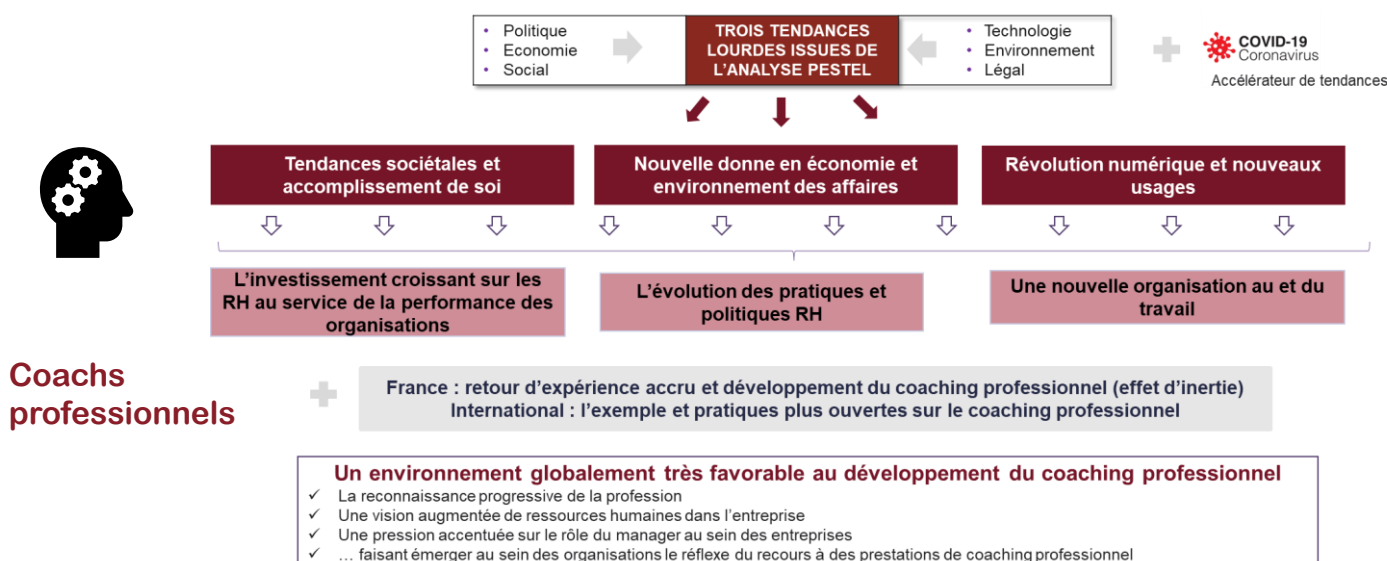 Politique
Economie
Social
TROIS TENDANCES
LOURDES ISSUES DE
L'ANALYSE PESTEL
Technologie
Environnement
Légal
COVID-19
Coronavirus
Accélérateur de tendances
Tendances sociétales et
accomplissement de soi
Nouvelle donne en économie et
environnement des affaires
Révolution numérique et nouveaux
usages
L'investissement croissant sur les
RH au service de la performance des
organisations
L'évolution des pratiques et
politiques RH
Une nouvelle organisation au et du
travail
Coachs
professionnels
France : retour d'expérience accru et développement du coaching professionnel (effet d'inertie)
International : l'exemple et pratiques plus ouvertes sur le coaching professionnel
Un environnement globalement très favorable au développement du coaching professionnel
La reconnaissance progressive de la profession
Une vision augmentée de ressources humaines dans l'entreprise
Une pression accentuée sur le rôle du manager au sein des entreprises
… faisant émerger au sein des organisations le réflexe du recours à des prestations de coaching professionnel